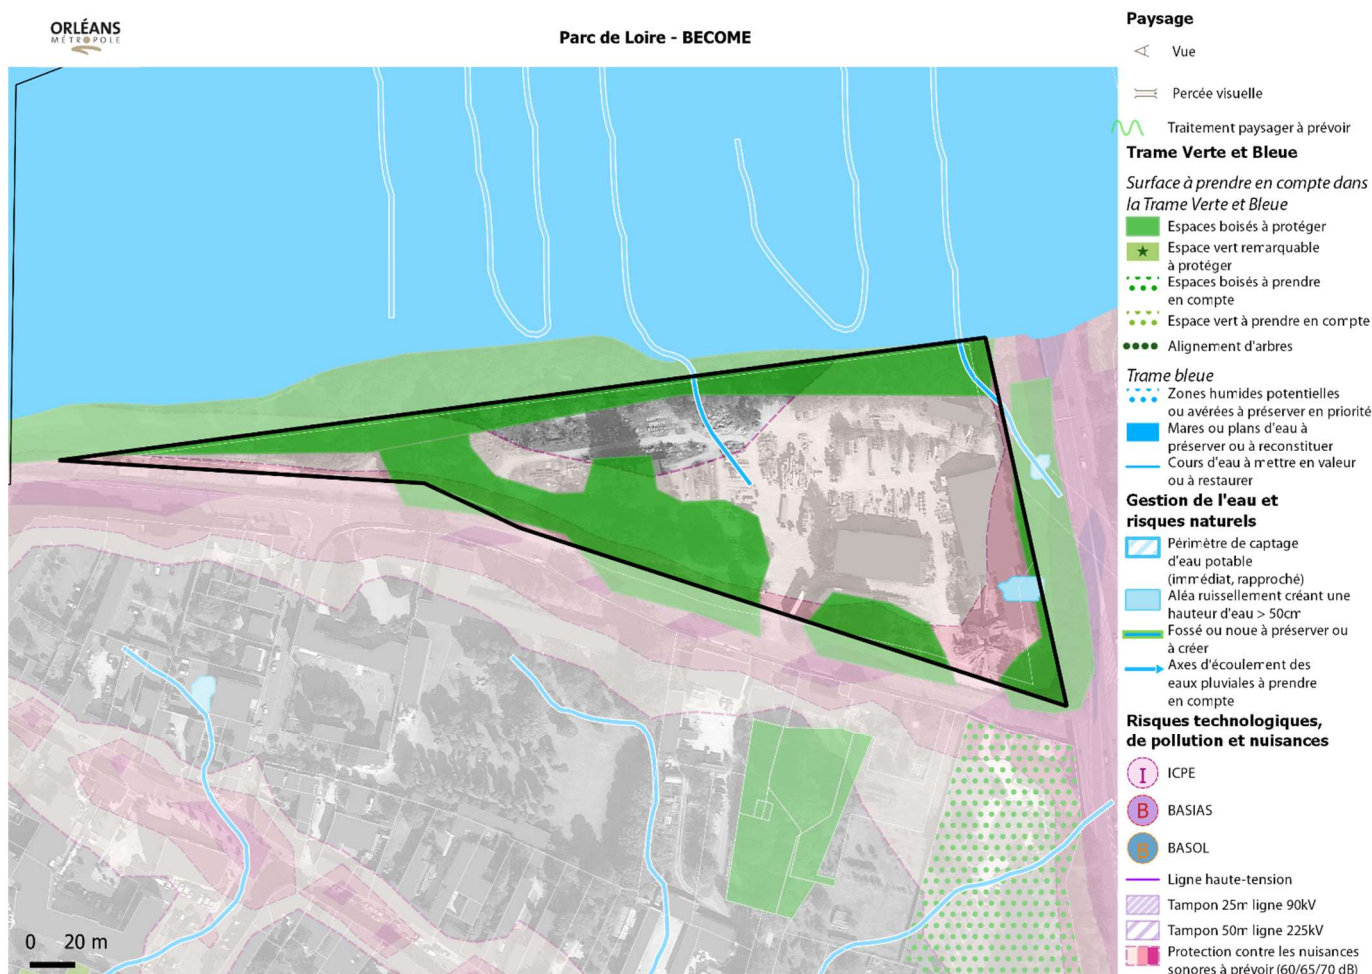 ORLÉANS
MÉTROPOLE
Parc de Loire - BECOME
Paysage
Vue
Percée visuelle
Traitement paysager à prévoir
Trame Verte et Bleue
Surface à prendre en compte dans
la Trame Verte et Bleue
Espaces boisés à protéger
Espace vert remarquable
à protéger
Espaces boisés à prendre
en compte
Espace vert à prendre en compte
Alignement d'arbres
Trame bleue
Zones humides potentielles
ou avérées à préserver en priorité
Mares ou plans d'eau à
préserver ou à reconstituer
Cours d'eau à mettre en valeur
ou à restaurer
Gestion de l'eau et
risques naturels
Périmètre de captage
d'eau potable
(immédiat, rapproché)
Aléa ruissellement créant une
hauteur d'eau > 50cm
Fossé ou noue à préserver ou
à créer
Axes d'écoulement des
eaux pluviales à prendre
en compte
Risques technologiques,
de pollution et nuisances
I ICPE
B BASIAS
B BASOL
Ligne haute-tension
Tampon 25m ligne 90kV
Tampon 50m ligne 225kV
Protection contre les nuisances
sonores à prévoir (60/65/70 dB)
0 20 m